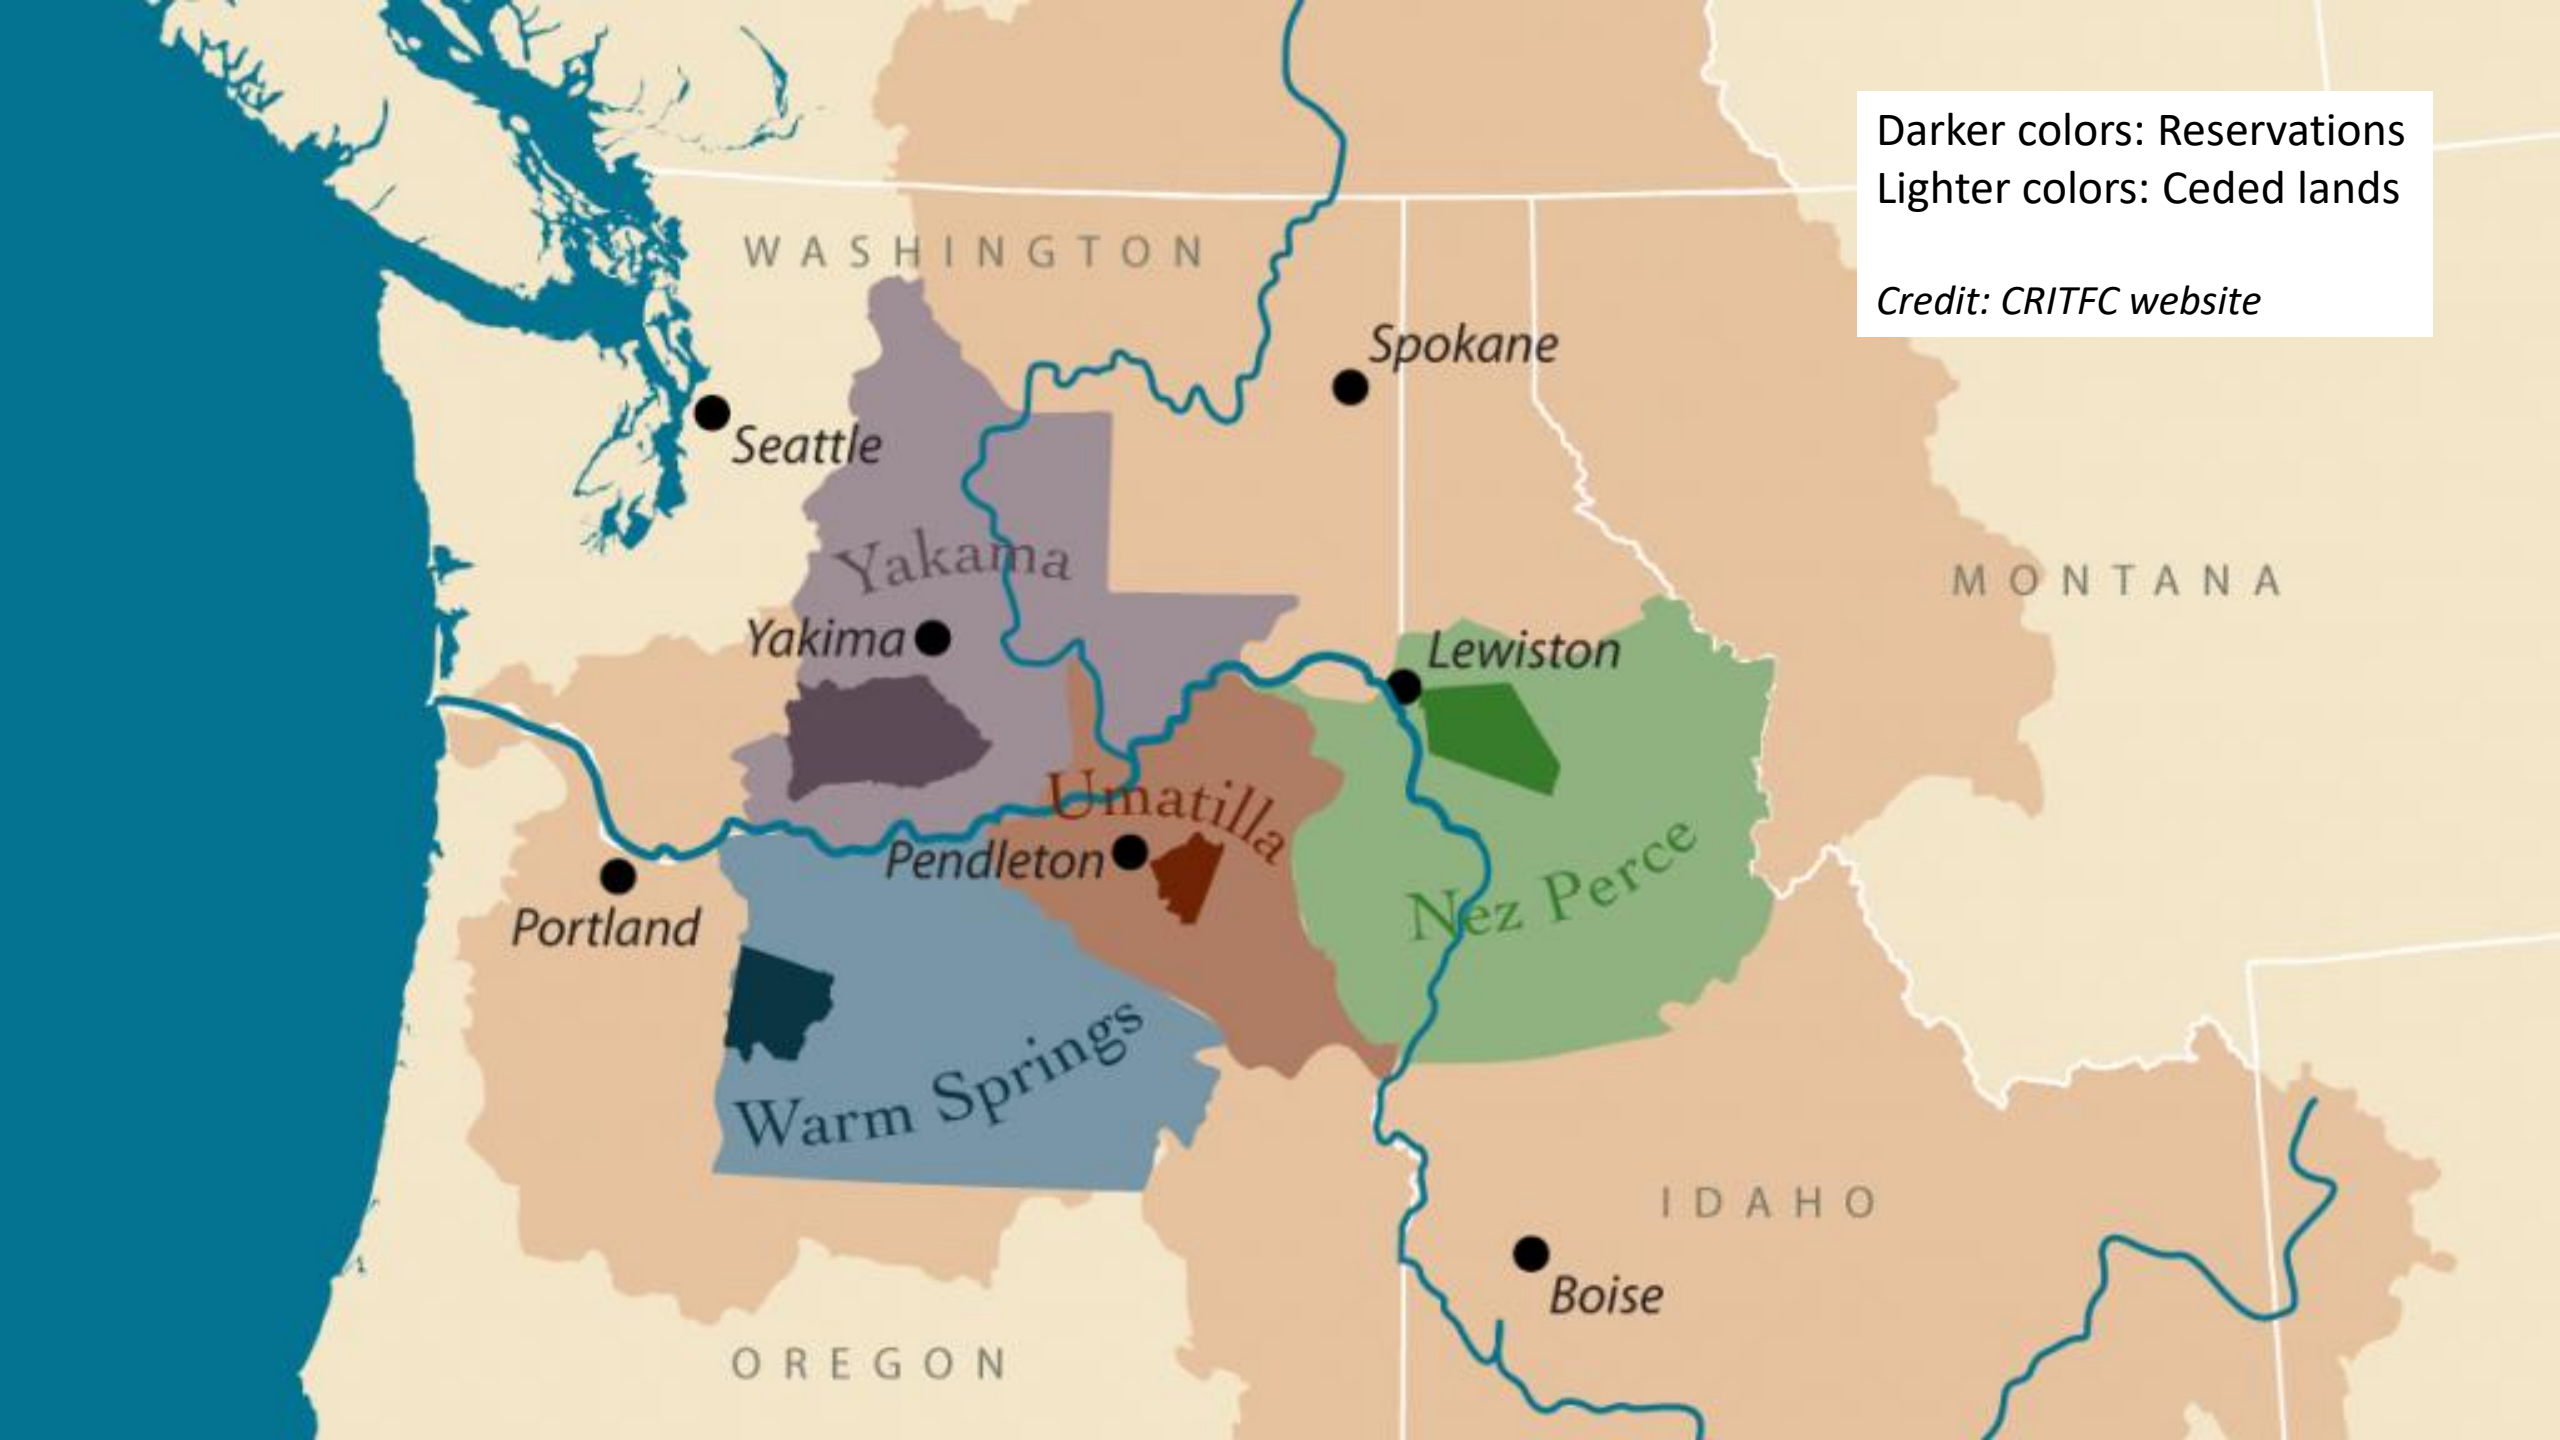 Darker colors: Reservations
Lighter colors: Ceded lands
Credit: CRITFC website
WASHINGTON
Spokane
Seattle
Yakama
MONTANA
Yakima
Lewiston
Umatilla
Pendleton
Nez Perce
Portland
Warm Springs
IDAHO
Boise
OREGON